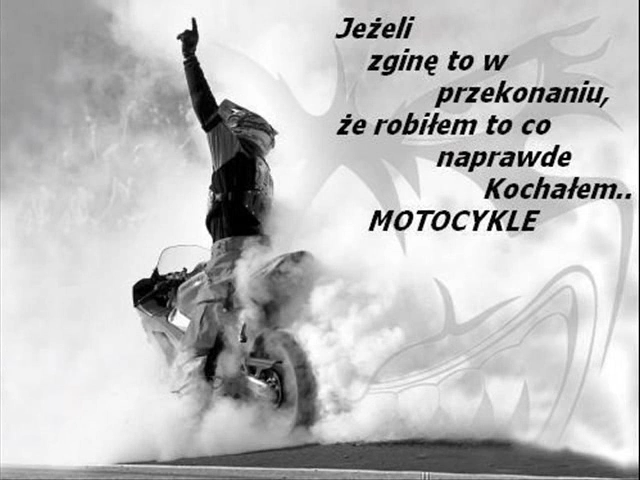 Jeżeli
zginę to w
przekonaniu,
że robiłem to co
naprawde
Kochałem..
MOTOCYKLE